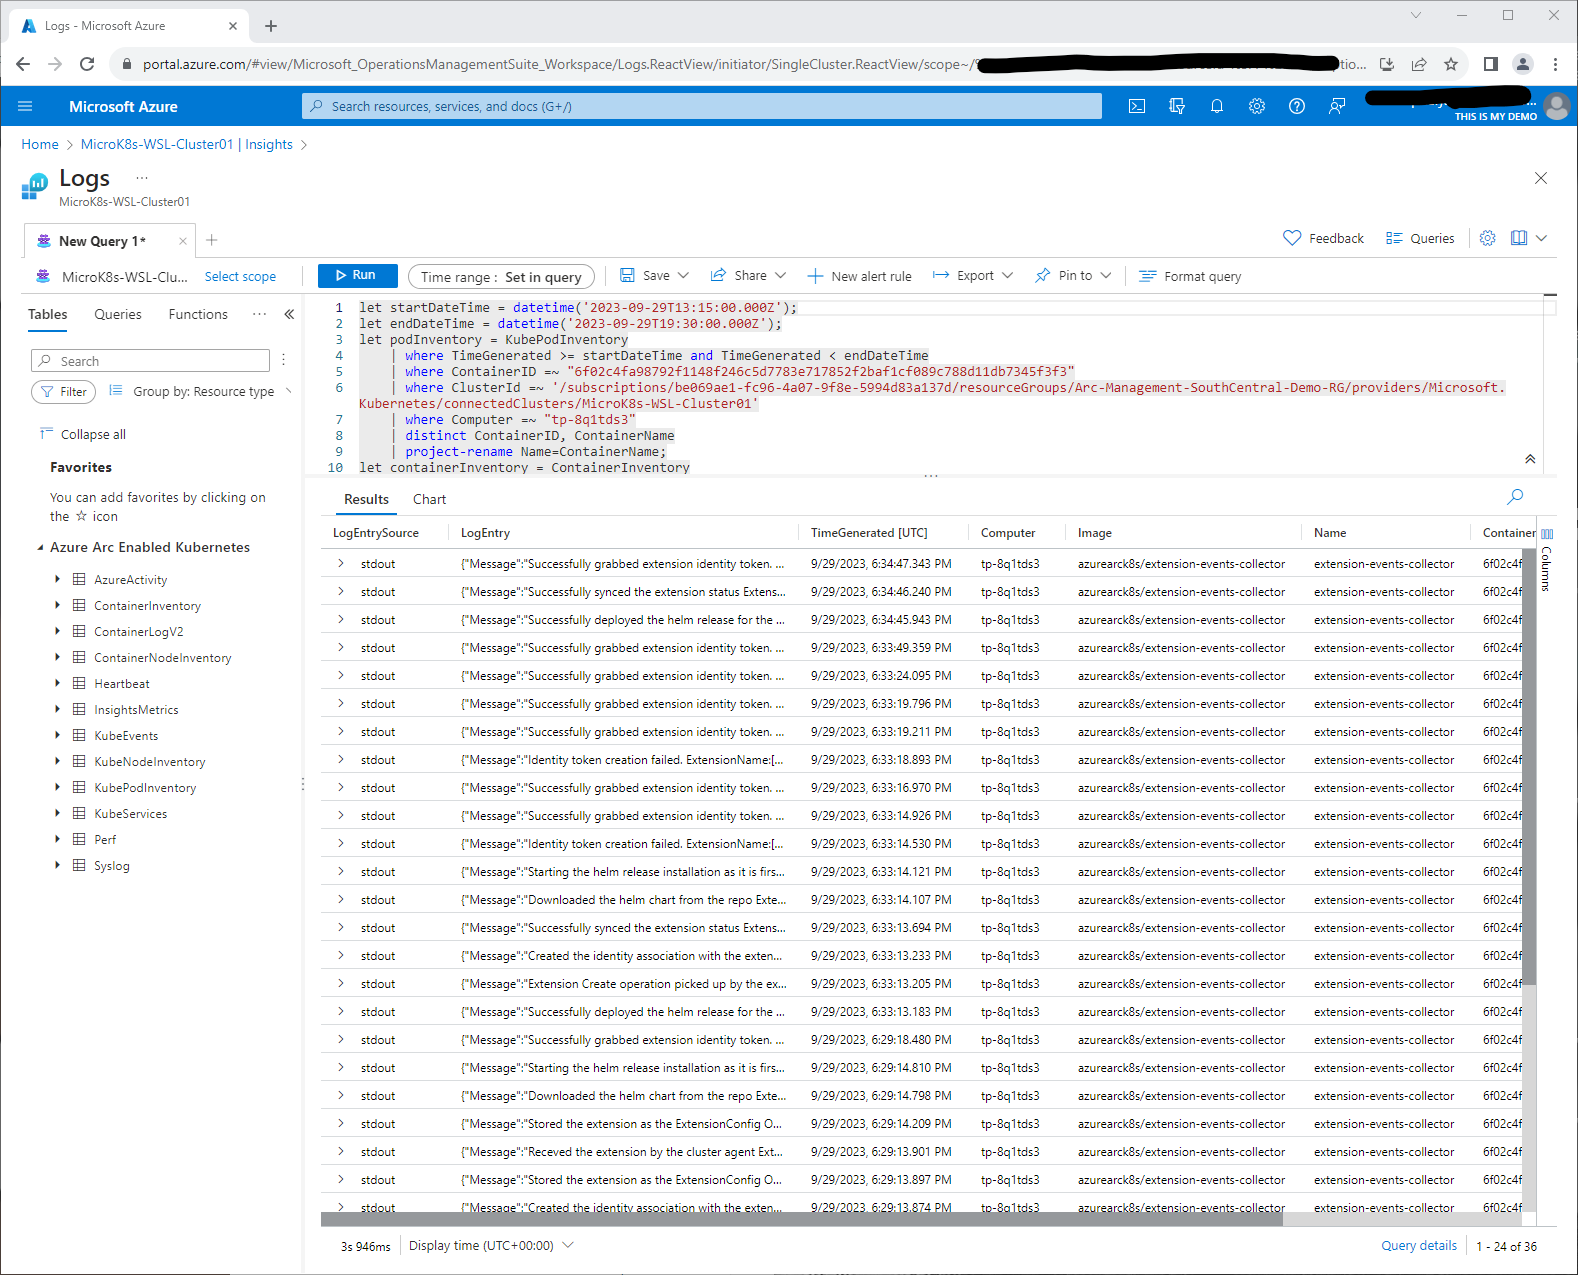 Logs - Microsoft Azure
portal.azure.com/#view/Microsoft_OperationsManagementSuite_Workspace/Logs.ReactView/initiator/SingleCluster.ReactView/scope~/
Microsoft Azure
Search resources, services, and docs (G+/)
THIS IS MY DEMO
Home > MicroK8s-WSL-Cluster01 | Insights >
Logs ...
MicroK8s-WSL-Cluster01
New Query 1*
Feedback Queries
MicroK8s-WSL-Clu... Select scope Run Time range : Set in query Save Share New alert rule Export Pin to Format query
Tables Queries Functions ...
Search
Filter Group by: Resource type
Collapse all
Favorites
You can add favorites by clicking on
the ☆ icon
Azure Arc Enabled Kubernetes
AzureActivity
ContainerInventory
ContainerLogV2
ContainerNodeInventory
Heartbeat
InsightsMetrics
KubeEvents
KubeNodeInventory
KubePodInventory
KubeServices
Perf
Syslog
1 let startDateTime = datetime('2023-09-29T13:15:00.000Z');
2 let endDateTime = datetime('2023-09-29T19:30:00.000Z');
3 let podInventory = KubePodInventory
4 | where TimeGenerated >= startDateTime and TimeGenerated < endDateTime
5 | where ContainerID =~ "6f02c4fa98792f1148f246c5d7783e717852f2baf1cf089c788d11db7345f3f3"
6 | where ClusterId =~ '/subscriptions/be069ae1-fc96-4a07-9f8e-5994d83a137d/resourceGroups/Arc-Management-SouthCentral-Demo-RG/providers/Microsoft.
Kubernetes/connectedClusters/MicroK8s-WSL-Cluster01'
7 | where Computer =~ "tp-8q1tds3"
8 | distinct ContainerID, ContainerName
9 | project-rename Name=ContainerName;
10 let containerInventory = ContainerInventory
Results Chart
LogEntrySource LogEntry TimeGenerated [UTC] Computer Image Name Container
Columns
stdout {"Message":"Successfully grabbed extension identity token. ... 9/29/2023, 6:34:47.343 PM tp-8q1tds3 azurearck8s/extension-events-collector extension-events-collector 6f02c4f
stdout {"Message":"Successfully synced the extension status Extens... 9/29/2023, 6:34:46.240 PM tp-8q1tds3 azurearck8s/extension-events-collector extension-events-collector 6f02c4f
stdout {"Message":"Successfully deployed the helm release for the ... 9/29/2023, 6:34:45.943 PM tp-8q1tds3 azurearck8s/extension-events-collector extension-events-collector 6f02c4f
stdout {"Message":"Successfully grabbed extension identity token. ... 9/29/2023, 6:33:49.359 PM tp-8q1tds3 azurearck8s/extension-events-collector extension-events-collector 6f02c4f
stdout {"Message":"Successfully grabbed extension identity token. ... 9/29/2023, 6:33:24.095 PM tp-8q1tds3 azurearck8s/extension-events-collector extension-events-collector 6f02c4f
stdout {"Message":"Successfully grabbed extension identity token. ... 9/29/2023, 6:33:19.796 PM tp-8q1tds3 azurearck8s/extension-events-collector extension-events-collector 6f02c4f
stdout {"Message":"Successfully grabbed extension identity token. ... 9/29/2023, 6:33:19.211 PM tp-8q1tds3 azurearck8s/extension-events-collector extension-events-collector 6f02c4f
stdout {"Message":"Identity token creation failed. ExtensionName:[... 9/29/2023, 6:33:18.893 PM tp-8q1tds3 azurearck8s/extension-events-collector extension-events-collector 6f02c4f
stdout {"Message":"Successfully grabbed extension identity token. ... 9/29/2023, 6:33:16.970 PM tp-8q1tds3 azurearck8s/extension-events-collector extension-events-collector 6f02c4f
stdout {"Message":"Successfully grabbed extension identity token. ... 9/29/2023, 6:33:14.926 PM tp-8q1tds3 azurearck8s/extension-events-collector extension-events-collector 6f02c4f
stdout {"Message":"Identity token creation failed. ExtensionName:[... 9/29/2023, 6:33:14.530 PM tp-8q1tds3 azurearck8s/extension-events-collector extension-events-collector 6f02c4f
stdout {"Message":"Starting the helm release installation as it is firs... 9/29/2023, 6:33:14.121 PM tp-8q1tds3 azurearck8s/extension-events-collector extension-events-collector 6f02c4f
stdout {"Message":"Downloaded the helm chart from the repo Exte... 9/29/2023, 6:33:14.107 PM tp-8q1tds3 azurearck8s/extension-events-collector extension-events-collector 6f02c4f
stdout {"Message":"Successfully synced the extension status Extens... 9/29/2023, 6:33:13.694 PM tp-8q1tds3 azurearck8s/extension-events-collector extension-events-collector 6f02c4f
stdout {"Message":"Created the identity association with the exten... 9/29/2023, 6:33:13.233 PM tp-8q1tds3 azurearck8s/extension-events-collector extension-events-collector 6f02c4f
stdout {"Message":"Extension Create operation picked up by the ex... 9/29/2023, 6:33:13.205 PM tp-8q1tds3 azurearck8s/extension-events-collector extension-events-collector 6f02c4f
stdout {"Message":"Successfully deployed the helm release for the ... 9/29/2023, 6:33:13.183 PM tp-8q1tds3 azurearck8s/extension-events-collector extension-events-collector 6f02c4f
stdout {"Message":"Successfully grabbed extension identity token. ... 9/29/2023, 6:29:18.480 PM tp-8q1tds3 azurearck8s/extension-events-collector extension-events-collector 6f02c4f
stdout {"Message":"Starting the helm release installation as it is firs... 9/29/2023, 6:29:14.810 PM tp-8q1tds3 azurearck8s/extension-events-collector extension-events-collector 6f02c4f
stdout {"Message":"Downloaded the helm chart from the repo Exte... 9/29/2023, 6:29:14.798 PM tp-8q1tds3 azurearck8s/extension-events-collector extension-events-collector 6f02c4f
stdout {"Message":"Stored the extension as the ExtensionConfig O... 9/29/2023, 6:29:14.209 PM tp-8q1tds3 azurearck8s/extension-events-collector extension-events-collector 6f02c4f
stdout {"Message":"Receved the extension by the cluster agent Ext... 9/29/2023, 6:29:13.901 PM tp-8q1tds3 azurearck8s/extension-events-collector extension-events-collector 6f02c4f
stdout {"Message":"Stored the extension as the ExtensionConfig O... 9/29/2023, 6:29:13.897 PM tp-8q1tds3 azurearck8s/extension-events-collector extension-events-collector 6f02c4f
stdout {"Message":"Created the identity association with the exten... 9/29/2023, 6:29:13.874 PM tp-8q1tds3 azurearck8s/extension-events-collector extension-events-collector 6f02c4f
3s 946ms Display time (UTC+00:00) Query details 1 - 24 of 36